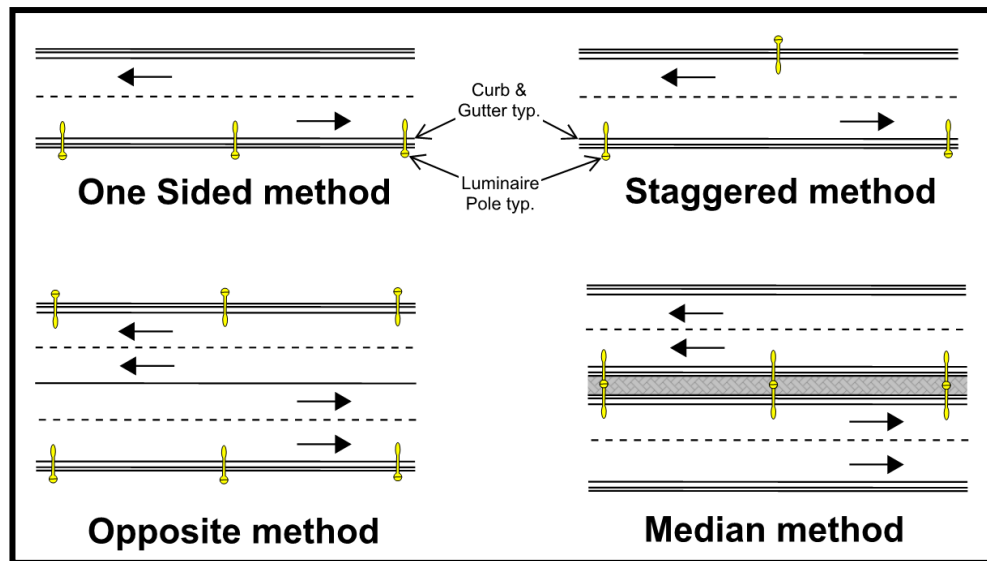 Curb &
Gutter typ.
Luminaire
Pole typ.
One Sided method
Staggered method
Opposite method
Median method